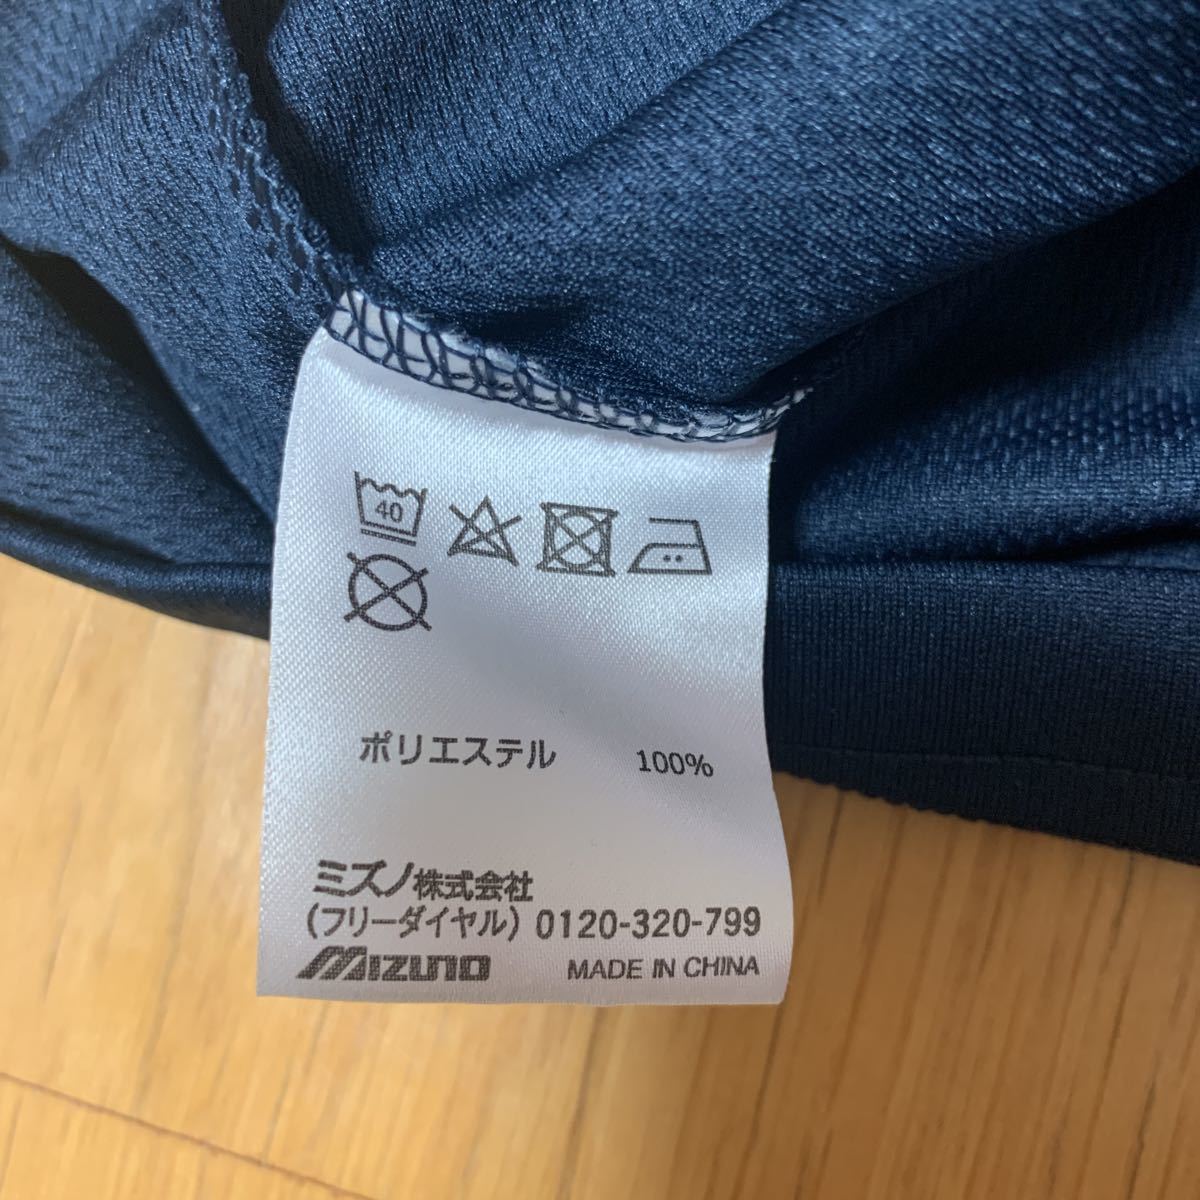 40
ポリエステル 100%
ミズノ株式会社
(フリーダイヤル) 0120-320-799
MIZUNO MADE IN CHINA